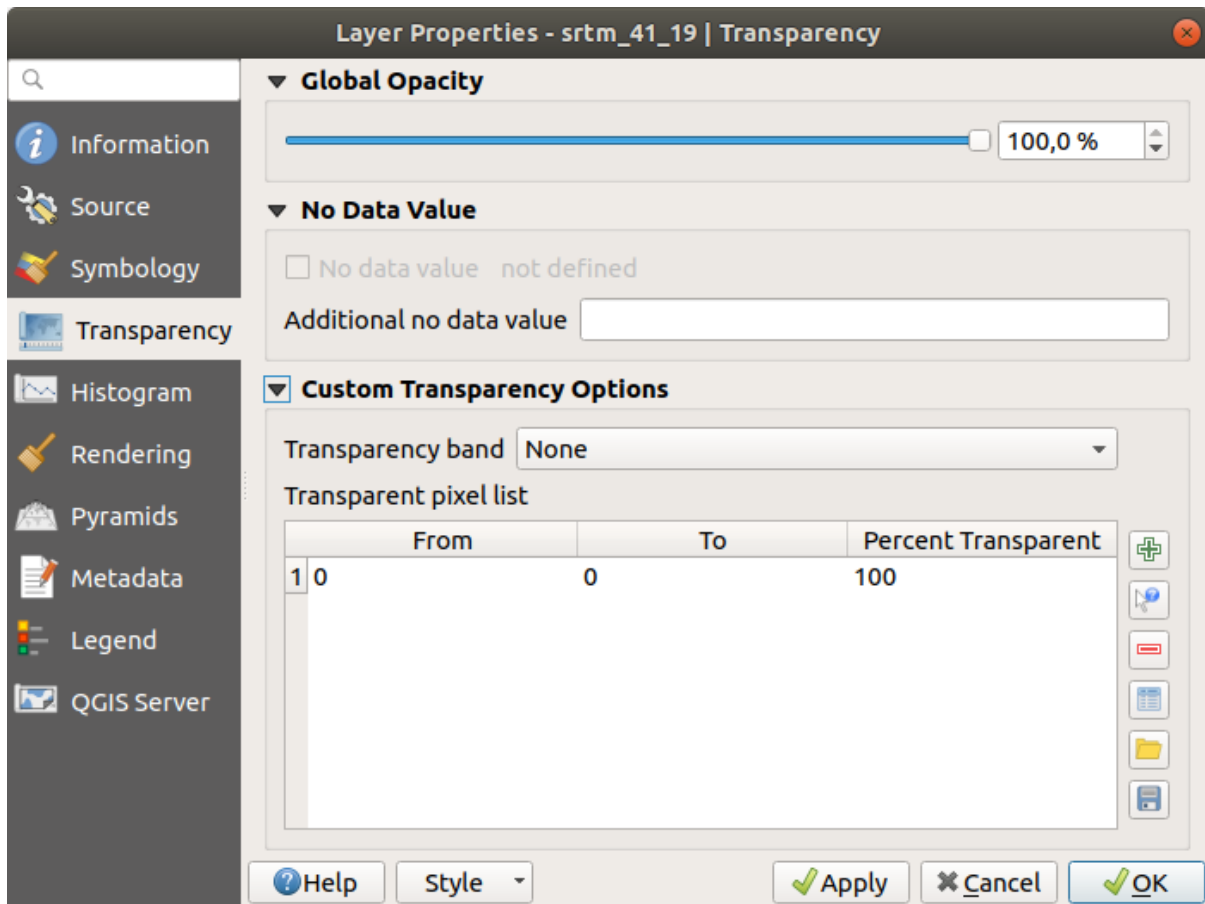 Layer Properties - srtm_41_19 | Transparency
Information
Source
Symbology
Transparency
Histogram
Rendering
Pyramids
Metadata
Legend
QGIS Server
Global Opacity
100,0 %
No Data Value
No data value not defined
Additional no data value
Custom Transparency Options
Transparency band None
Transparent pixel list
From To Percent Transparent
1 0 0 100
Help Style Apply Cancel OK